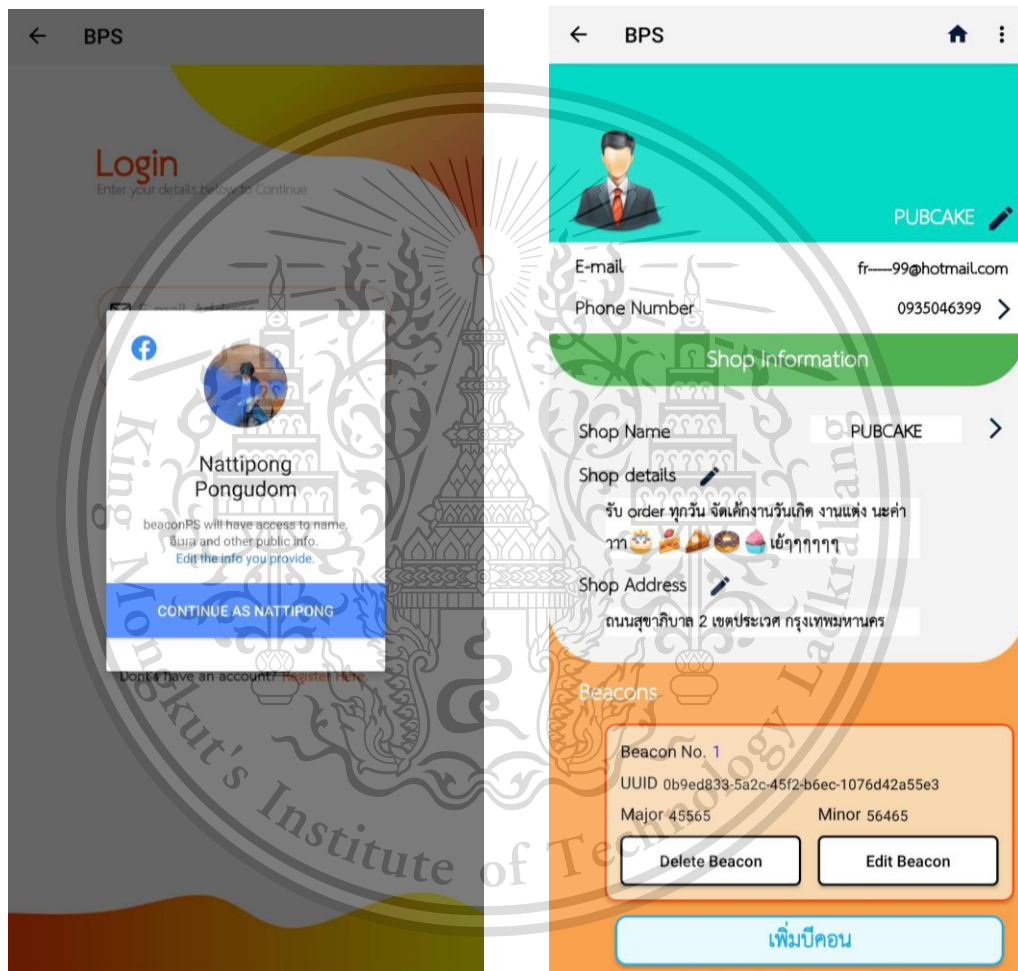 BPS
Login
Enter your details below to Continue
E-mail Address
Nattipong
Pongudom
beaconPS will have access to name,
อีเมล and other public info.
Edit the info you provide.
CONTINUE AS NATTIPONG
Dont's have an account? Register Here.
BPS
PUBCAKE
E-mail fr-----99@hotmail.com
Phone Number 0935046399
Shop Information
Shop Name PUBCAKE
Shop details
รับ order ทุกวัน จัดเค้กงานวันเกิด งานแต่ง นะค่า
าาา 🎂🍰🥧🍩🧁 เย้ๆๆๆๆๆๆ
Shop Address
ถนนสุขาภิบาล 2 เขตประเวศ กรุงเทพมหานคร
Beacons
Beacon No. 1
UUID 0b9ed833-5a2c-45f2-b6ec-1076d42a55e3
Major 45565 Minor 56465
Delete Beacon Edit Beacon
เพิ่มบีคอน
King Mongkut's Institute of Technology Ladkrabang